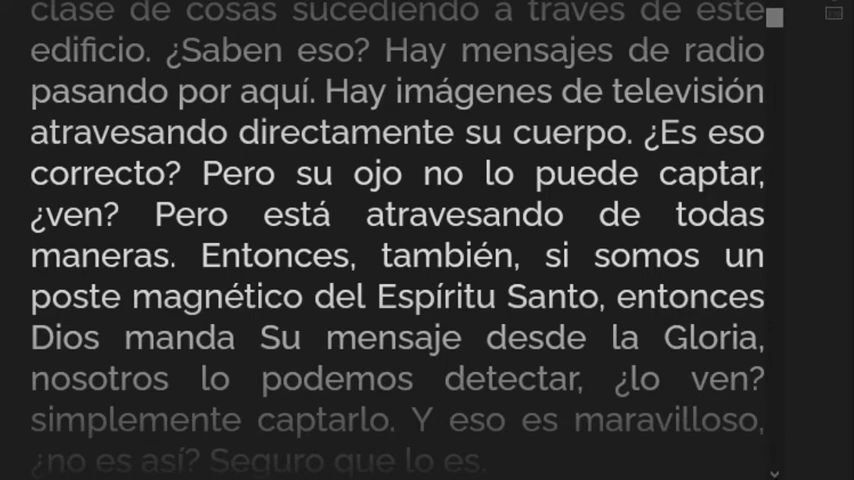 clase de cosas sucediendo a través de este
edificio. ¿Saben eso? Hay mensajes de radio
pasando por aquí. Hay imágenes de televisión
atravesando directamente su cuerpo. ¿Es eso
correcto? Pero su ojo no lo puede captar,
¿ven? Pero está atravesando de todas
maneras. Entonces, también, si somos un
poste magnético del Espíritu Santo, entonces
Dios manda Su mensaje desde la Gloria,
nosotros lo podemos detectar, ¿lo ven?
simplemente captarlo. Y eso es maravilloso,
¿no es así? Seguro que lo es.